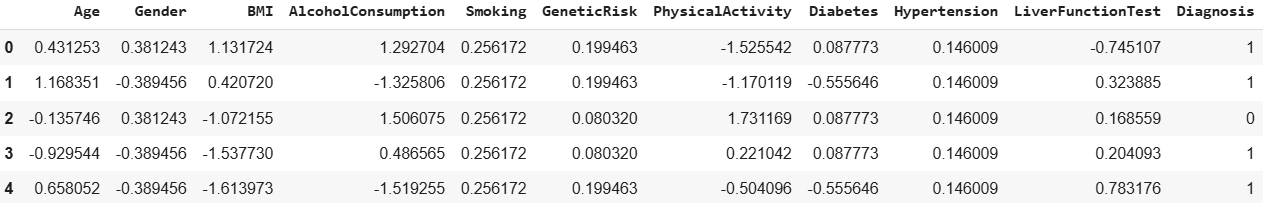 Age Gender BMI AlcoholConsumption Smoking GeneticRisk PhysicalActivity Diabetes Hypertension LiverFunctionTest Diagnosis
0 0.431253 0.381243 1.131724 1.292704 0.256172 0.199463 -1.525542 0.087773 0.146009 -0.745107 1
1 1.168351 -0.389456 0.420720 -1.325806 0.256172 0.199463 -1.170119 -0.555646 0.146009 0.323885 1
2 -0.135746 0.381243 -1.072155 1.506075 0.256172 0.080320 1.731169 0.087773 0.146009 0.168559 0
3 -0.929544 -0.389456 -1.537730 0.486565 0.256172 0.080320 0.221042 0.087773 0.146009 0.204093 1
4 0.658052 -0.389456 -1.613973 -1.519255 0.256172 0.199463 -0.504096 -0.555646 0.146009 0.783176 1